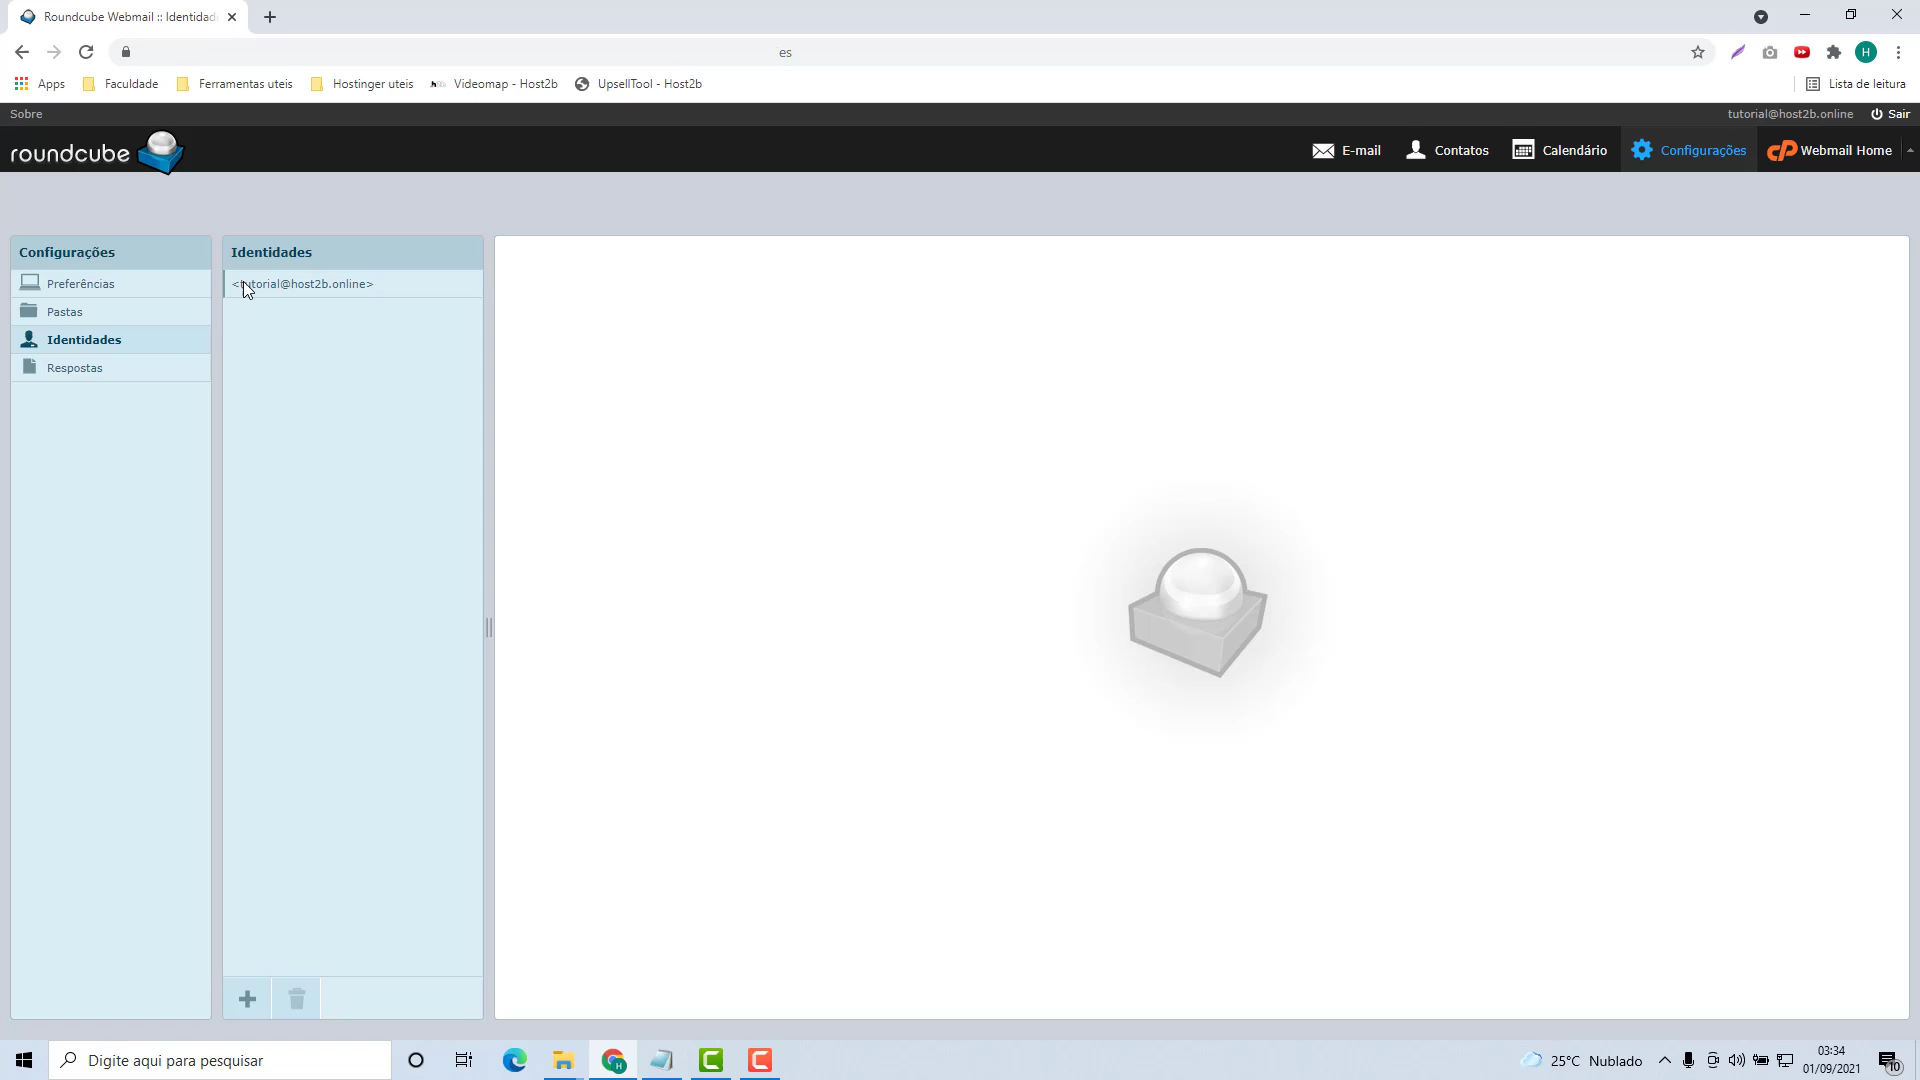 Roundcube Webmail :: Identidad
es
Apps
Faculdade
Ferramentas uteis
Hostinger uteis
Videomap - Host2b
UpsellTool - Host2b
Lista de leitura
H
Sobre
tutorial@host2b.online
Sair
roundcube
E-mail
Contatos
Calendário
Configurações
cP Webmail Home
Configurações
Preferências
Pastas
Identidades
Respostas
Identidades
<tutorial@host2b.online>
Digite aqui para pesquisar
25°C Nublado
03:34
01/09/2021
10